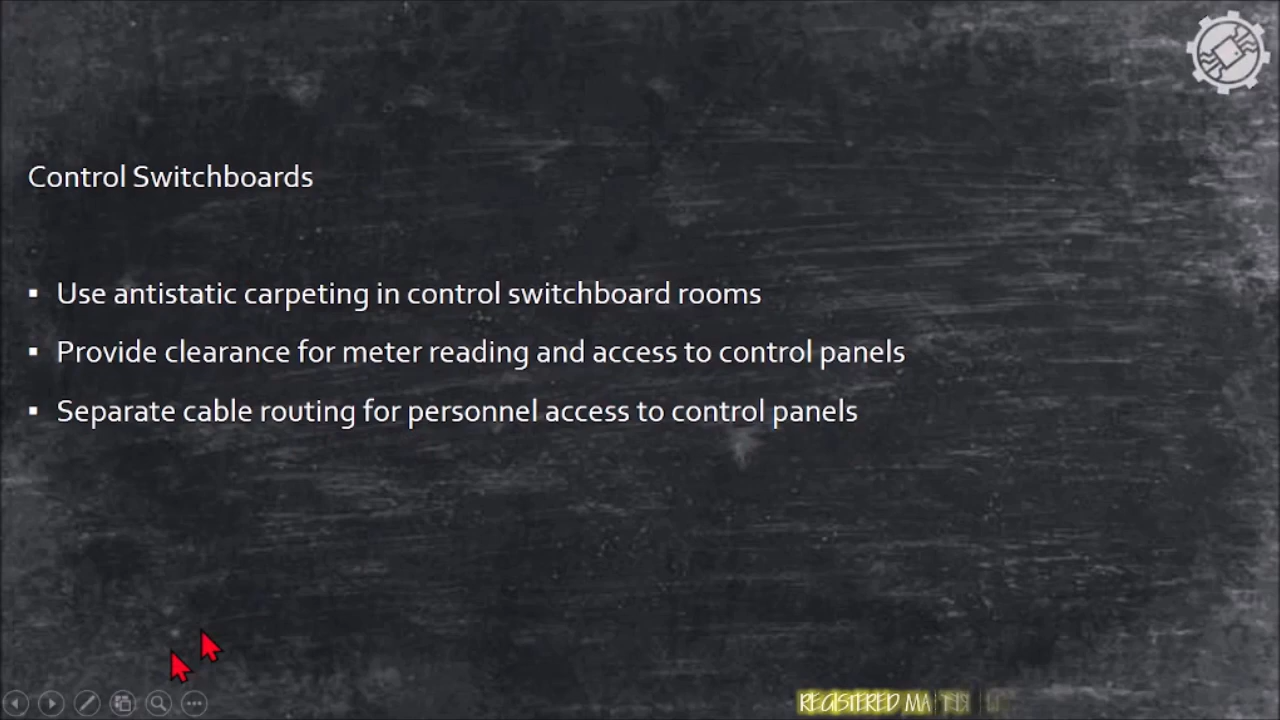 Control Switchboards
▪ Use antistatic carpeting in control switchboard rooms
▪ Provide clearance for meter reading and access to control panels
▪ Separate cable routing for personnel access to control panels
REGISTERED